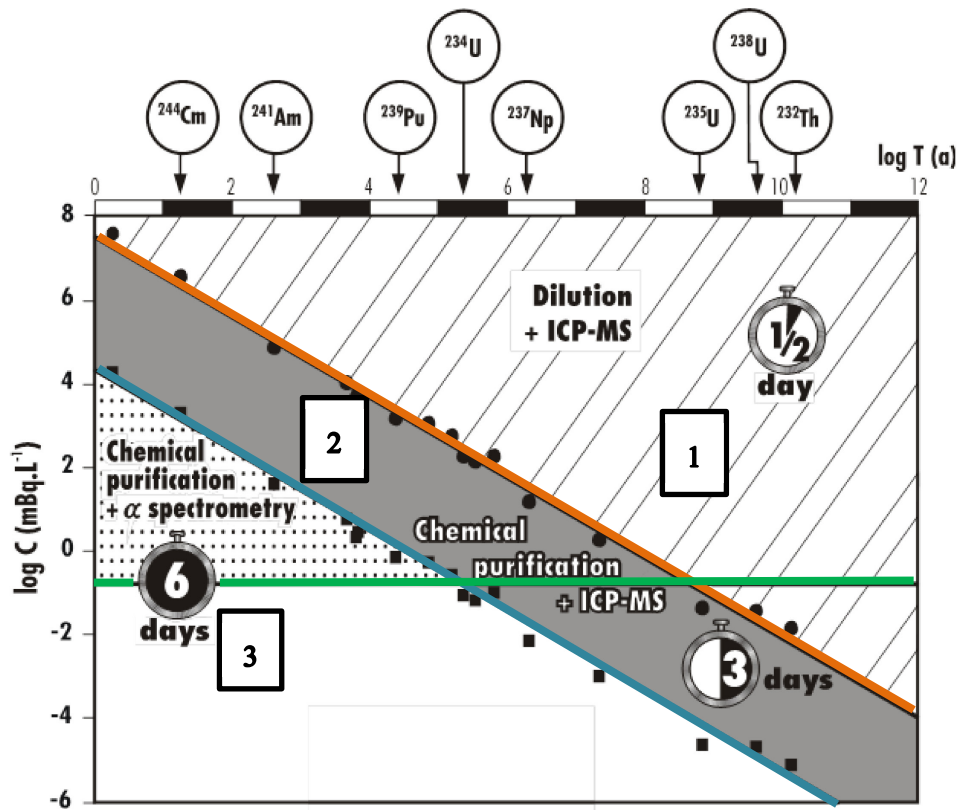 ²³⁴U
²³⁸U
²⁴⁴Cm
²⁴¹Am
²³⁹Pu
²³⁷Np
²³⁵U
²³²Th
log T (a)
0 2 4 6 8 10 12
8
6
4
2
0
-2
-4
-6
log C (mBq.L⁻¹)
Dilution
+ ICP-MS
1/2
day
1
2
Chemical
purification
+ α spectrometry
6
days
3
Chemical
purification
+ ICP-MS
3
days